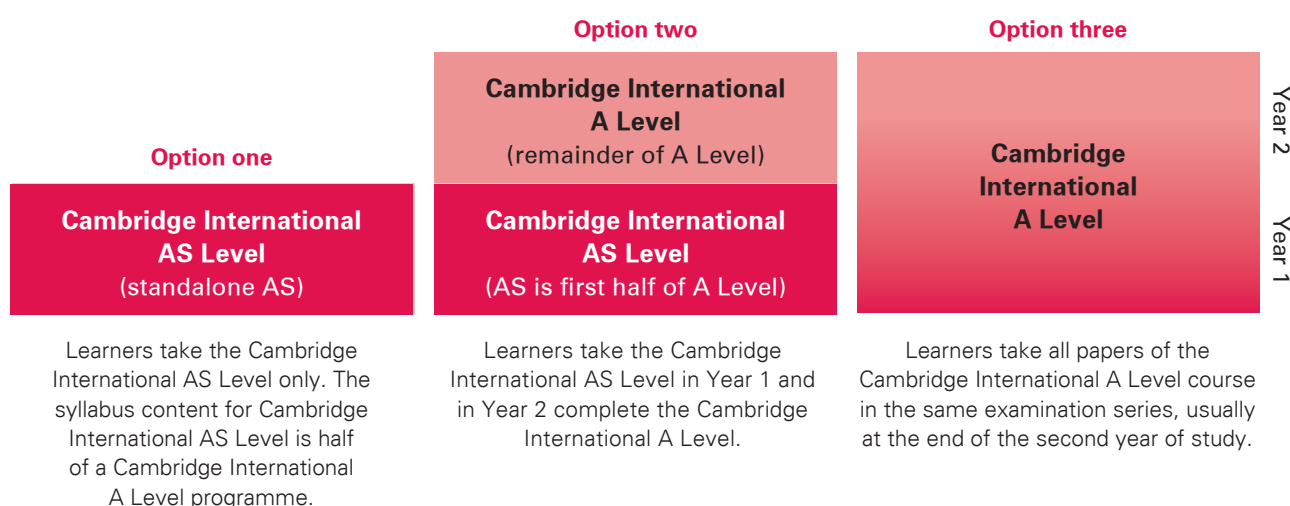 Option one
Cambridge International
AS Level
(standalone AS)
Learners take the Cambridge
International AS Level only. The
syllabus content for Cambridge
International AS Level is half
of a Cambridge International
A Level programme.
Option two
Cambridge International
A Level
(remainder of A Level)
Cambridge International
AS Level
(AS is first half of A Level)
Learners take the Cambridge
International AS Level in Year 1 and
in Year 2 complete the Cambridge
International A Level.
Option three
Cambridge
International
A Level
Learners take all papers of the
Cambridge International A Level course
in the same examination series, usually
at the end of the second year of study.
Year 2
Year 1